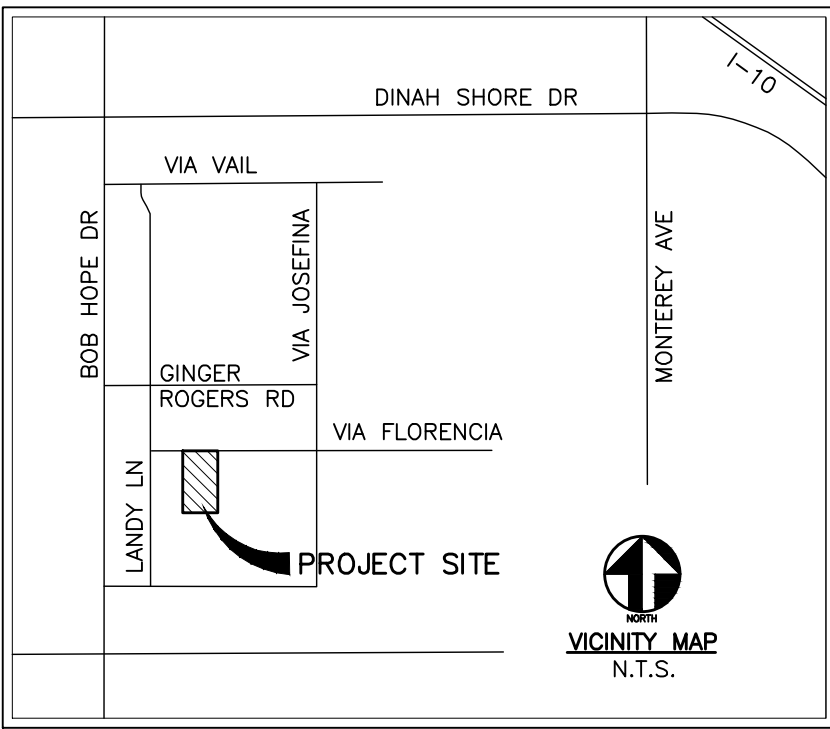 I-10
DINAH SHORE DR
VIA VAIL
BOB HOPE DR
VIA JOSEFINA
MONTEREY AVE
GINGER
ROGERS RD
VIA FLORENCIA
LANDY LN
PROJECT SITE
NORTH
VICINITY MAP
N.T.S.